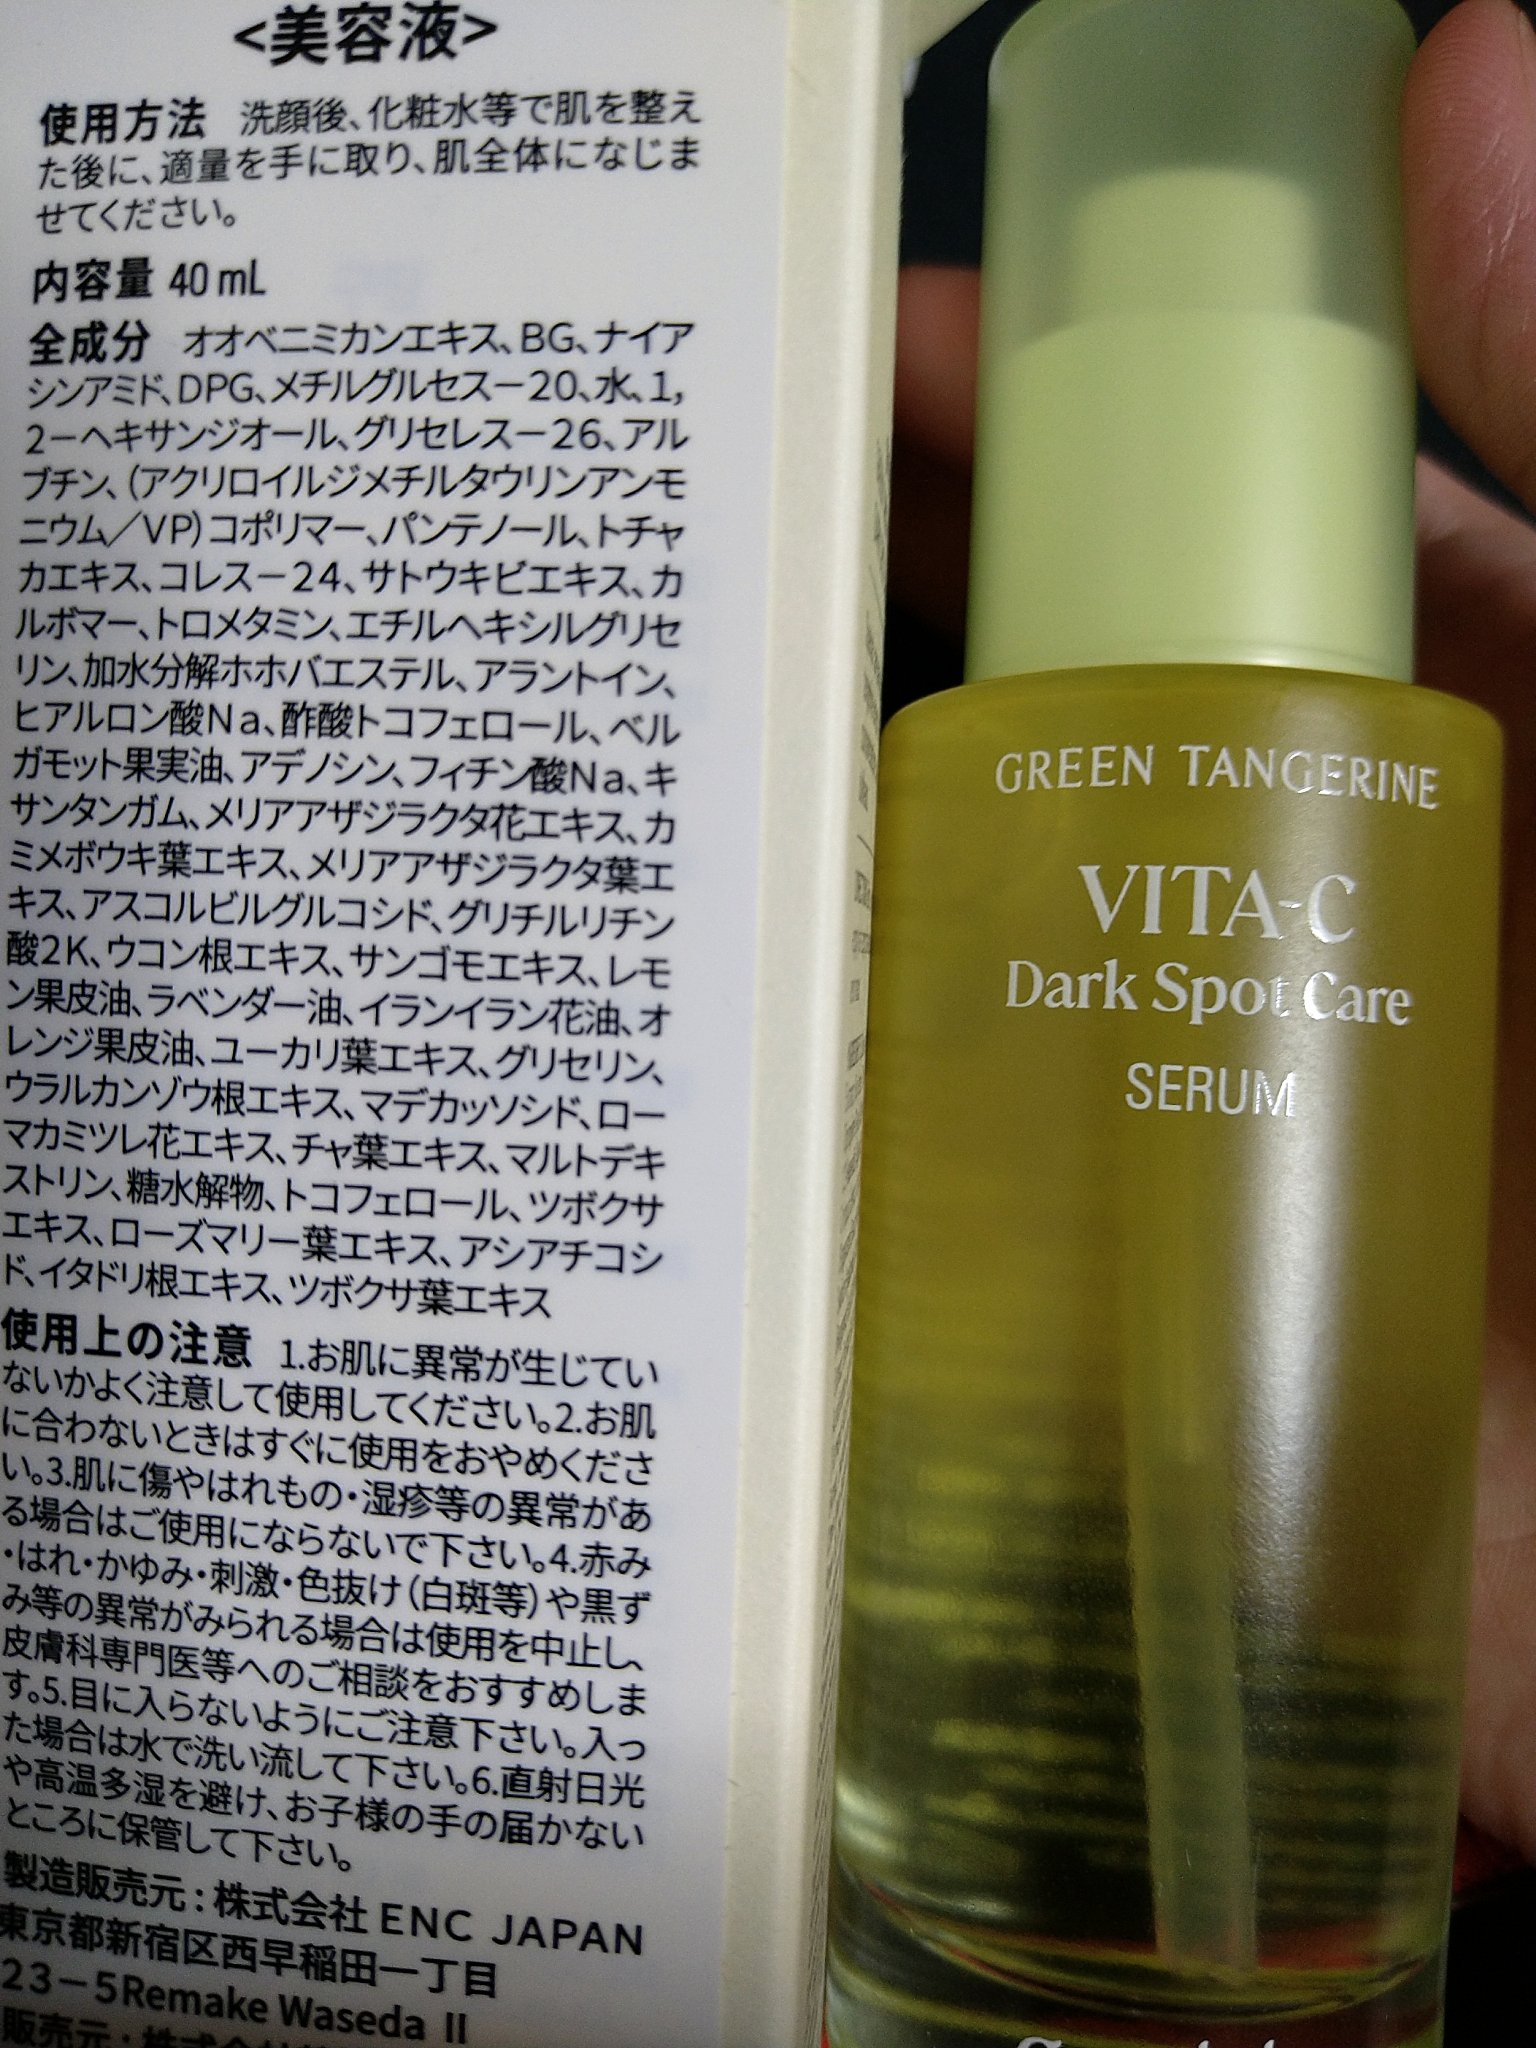 <美容液>
使用方法 洗顔後、化粧水等で肌を整え
た後に、適量を手に取り、肌全体になじま
せてください。
内容量 40mL
全成分 オオベニミカンエキス、BG、ナイア
シンアミド、DPG、メチルグルセスー20、水、1,
2ーヘキサンジオール、グリセレスー26、アル
ブチン、(アクリロイルジメチルタウリンアンモ
ニウム/VP)コポリマー、パンテノール、トチャ
カエキス、コレスー24、サトウキビエキス、カ
ルボマー、トロメタミン、エチルヘキシルグリセ
リン、加水分解ホホバエステル、アラントイン、
ヒアルロン酸Na、酢酸トコフェロール、ベル
ガモット果実油、アデノシン、フィチン酸Na、キ
サンタンガム、メリアアザジラクタ花エキス、カ
ミメボウキ葉エキス、メリアアザジラクタ葉エ
キス、アスコルビルグルコシド、グリチルリチン
酸2K、ウコン根エキス、サンゴモエキス、レモ
ン果皮油、ラベンダー油、イランイラン花油、オ
レンジ果皮油、ユーカリ葉エキス、グリセリン、
ウラルカンゾウ根エキス、マデカッソシド、ロー
マカミツレ花エキス、チャ葉エキス、マルトデキ
ストリン、糖水解物、トコフェロール、ツボクサ
エキス、ローズマリー葉エキス、アシアチコシ
ド、イタドリ根エキス、ツボクサ葉エキス
使用上の注意 1.お肌に異常が生じてい
ないかよく注意して使用してください。2.お肌
に合わないときはすぐに使用をおやめくださ
い。3.肌に傷やはれもの・湿疹等の異常があ
る場合はご使用にならないで下さい。4.赤み
・はれ・かゆみ・刺激・色抜け(白斑等)や黒ず
み等の異常がみられる場合は使用を中止し、
皮膚科専門医等へのご相談をおすすめしま
す。5.目に入らないようにご注意下さい。入っ
た場合は水で洗い流して下さい。6.直射日光
や高温多湿を避け、お子様の手の届かない
ところに保管して下さい。
製造販売元:株式会社ENC JAPAN
東京都新宿区西早稲田一丁目
23-5Remake Waseda II
販売元:株式会社
GREEN TANGERINE
VITA-C
Dark Spot Care
SERUM